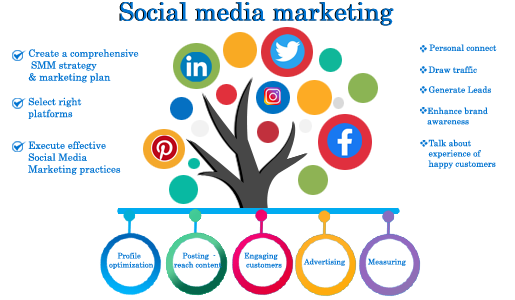 Social media marketing
Create a comprehensive
SMM strategy
& marketing plan
Select right
platforms
Execute effective
Social Media
Marketing practices
in
f
Personal connect
Draw traffic
Generate Leads
Enhance brand
awareness
Talk about
experience of
happy customers
Profile
optimization
Posting -
reach content
Engaging
customers
Advertising
Measuring